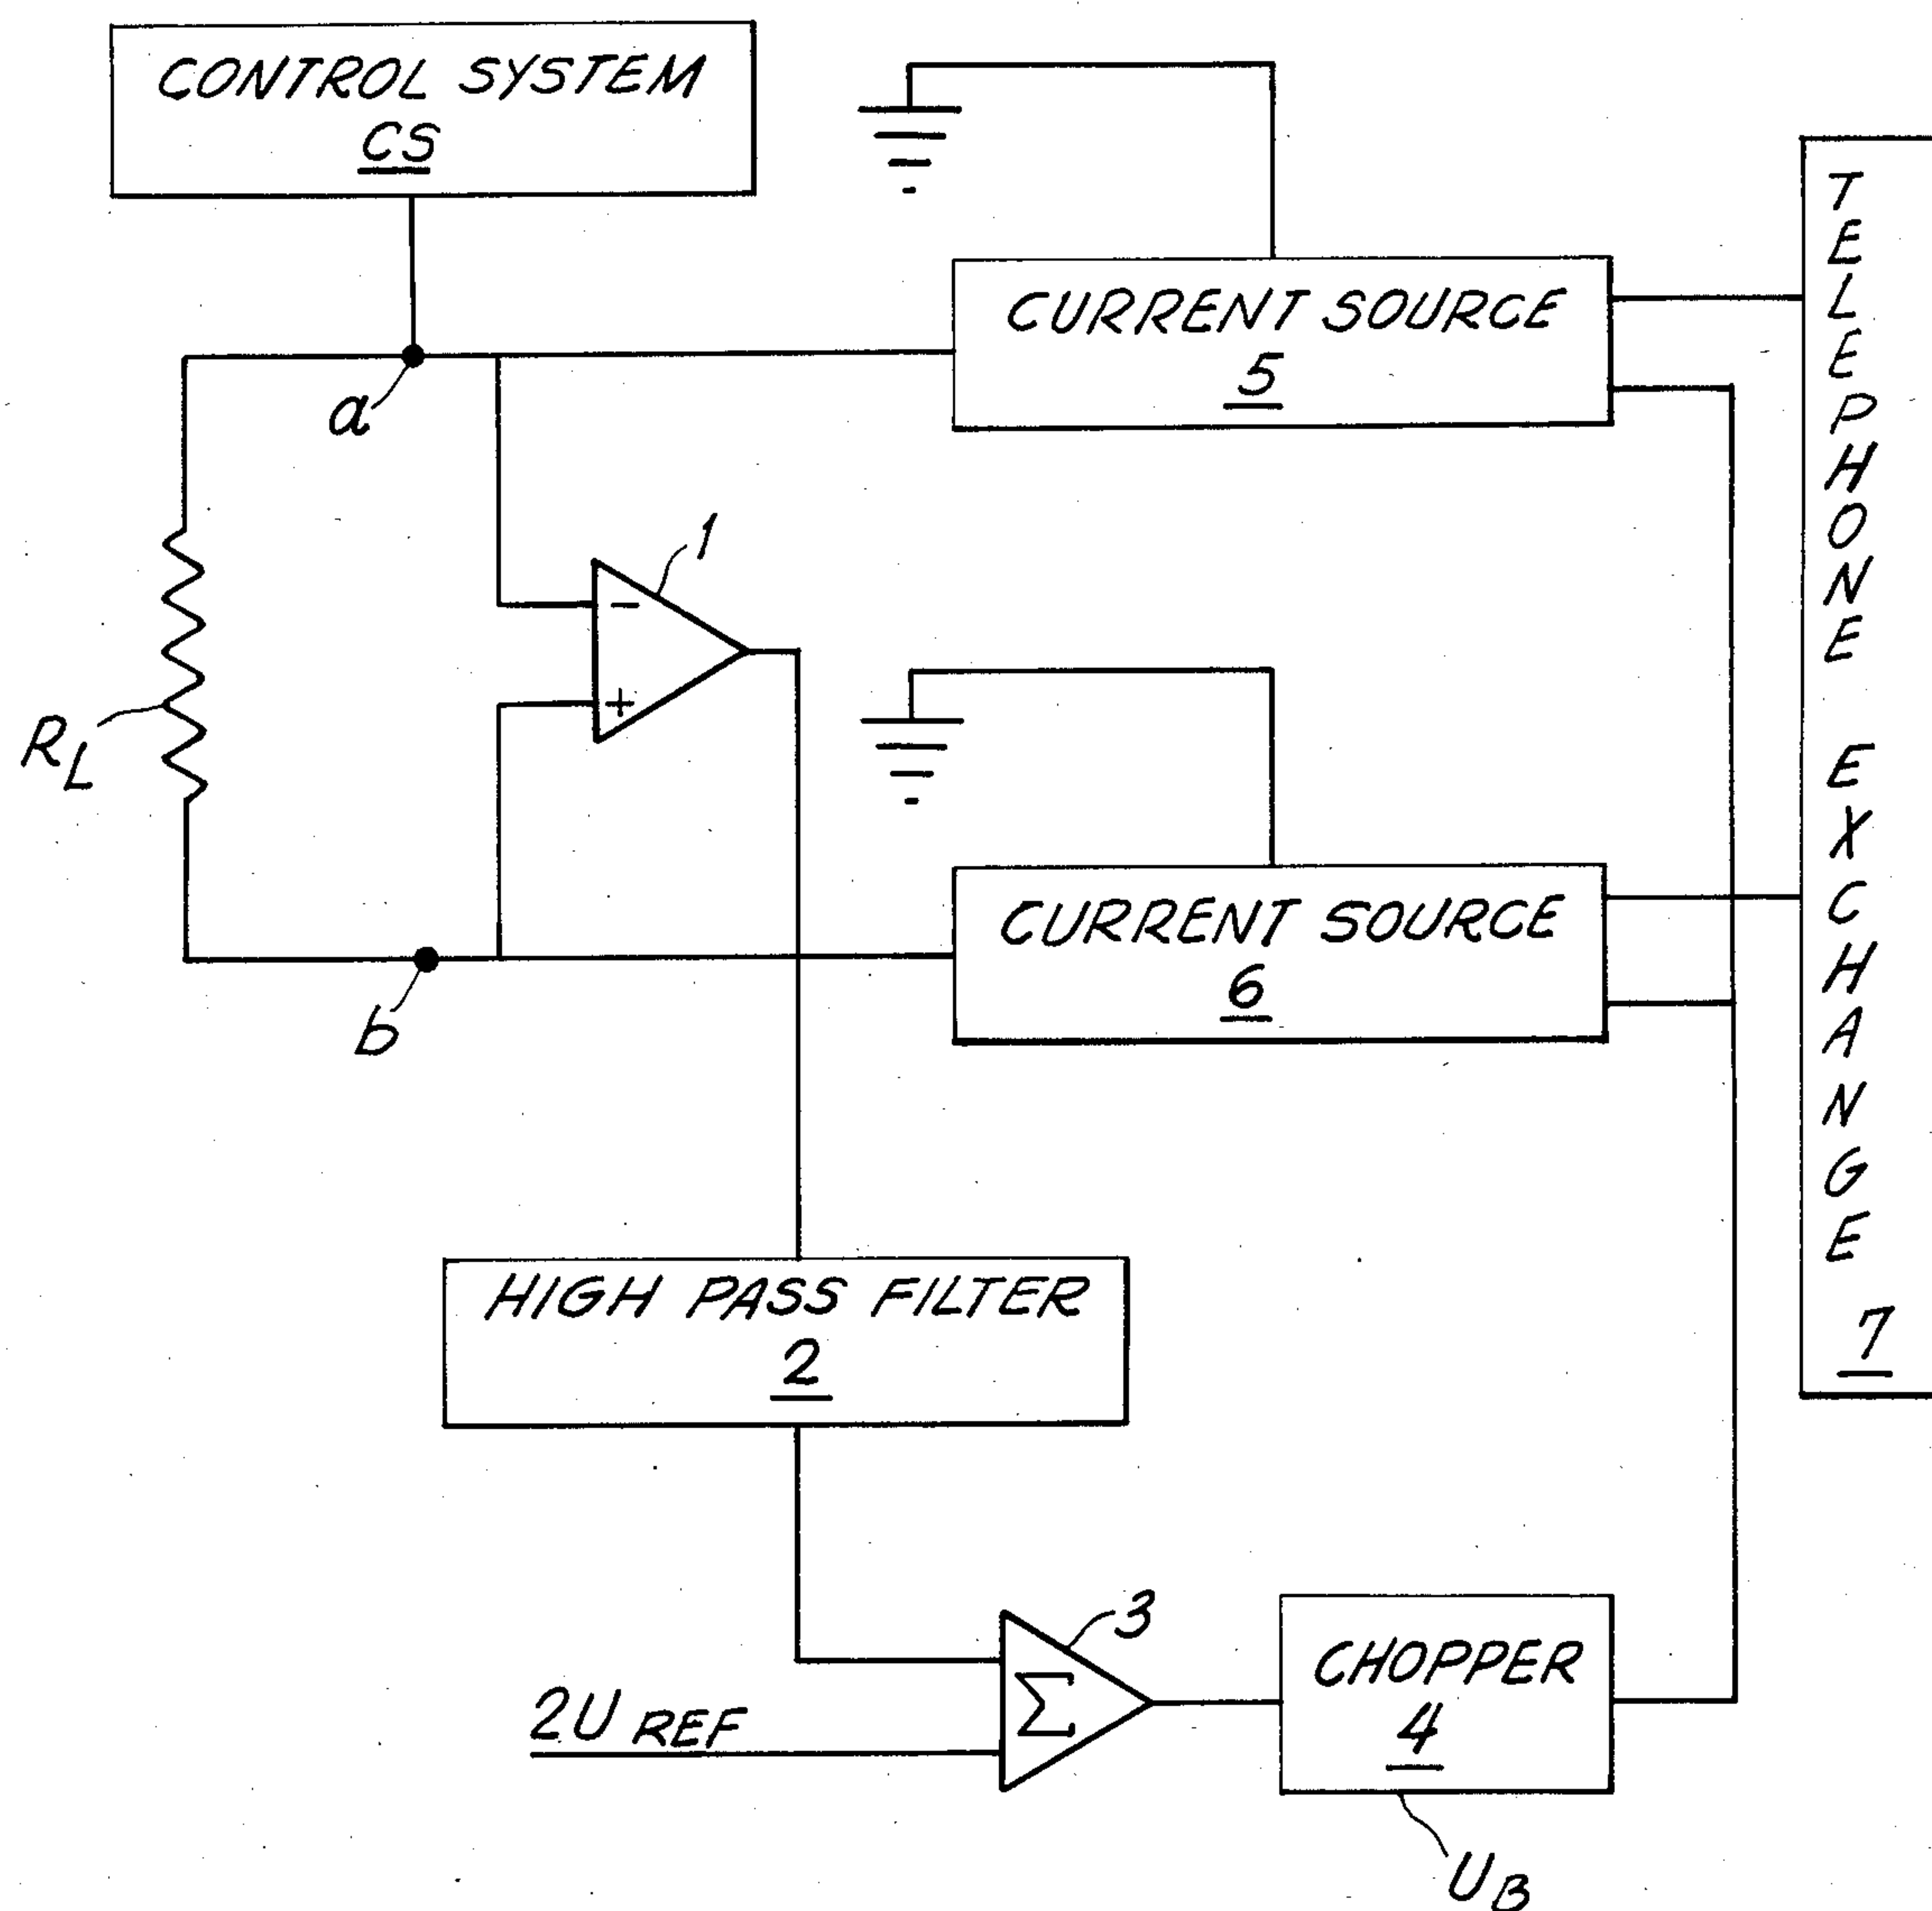 CONTROL SYSTEM
CS
CURRENT SOURCE
5
a
1
−
+
R_L
CURRENT SOURCE
6
b
HIGH PASS FILTER
2
3
Σ
2U REF
CHOPPER
4
U_B
TELEPHONE EXCHANGE
7